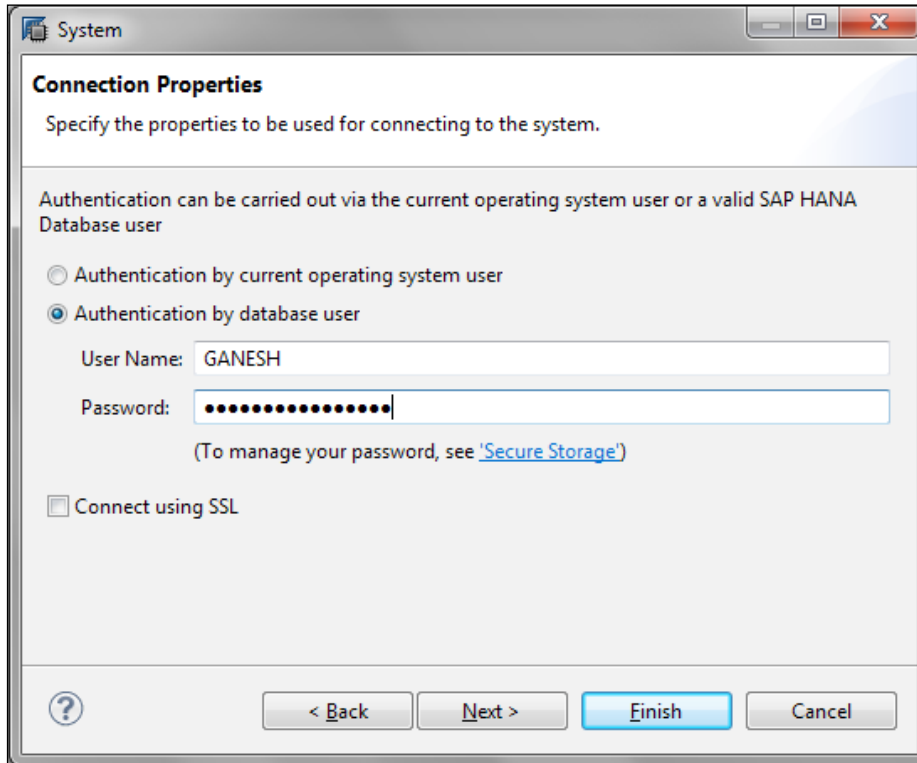 System
Connection Properties
Specify the properties to be used for connecting to the system.
Authentication can be carried out via the current operating system user or a valid SAP HANA
Database user
Authentication by current operating system user
Authentication by database user
User Name: GANESH
Password: ●●●●●●●●●●●●●●●●
(To manage your password, see 'Secure Storage')
Connect using SSL
? < Back Next > Finish Cancel